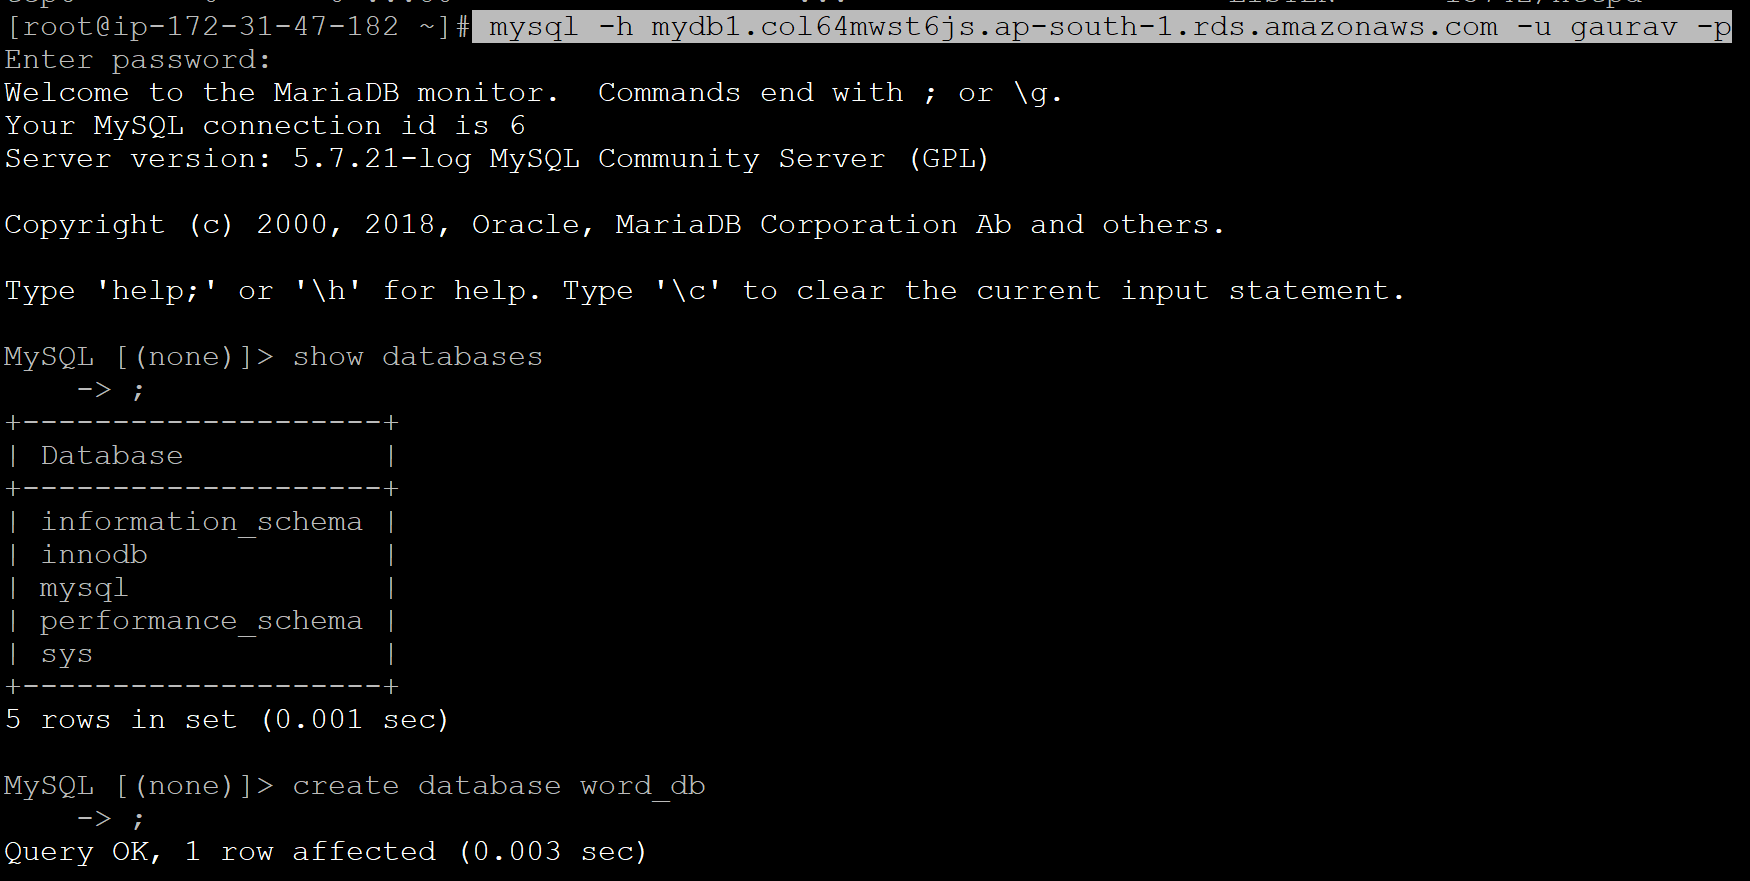 [root@ip-172-31-47-182 ~]# mysql -h mydb1.col64mwst6js.ap-south-1.rds.amazonaws.com -u gaurav -p
Enter password:
Welcome to the MariaDB monitor.  Commands end with ; or \g.
Your MySQL connection id is 6
Server version: 5.7.21-log MySQL Community Server (GPL)

Copyright (c) 2000, 2018, Oracle, MariaDB Corporation Ab and others.

Type 'help;' or '\h' for help. Type '\c' to clear the current input statement.

MySQL [(none)]> show databases
    -> ;
+--------------------+
| Database           |
+--------------------+
| information_schema |
| innodb             |
| mysql              |
| performance_schema |
| sys                |
+--------------------+
5 rows in set (0.001 sec)

MySQL [(none)]> create database word_db
    -> ;
Query OK, 1 row affected (0.003 sec)